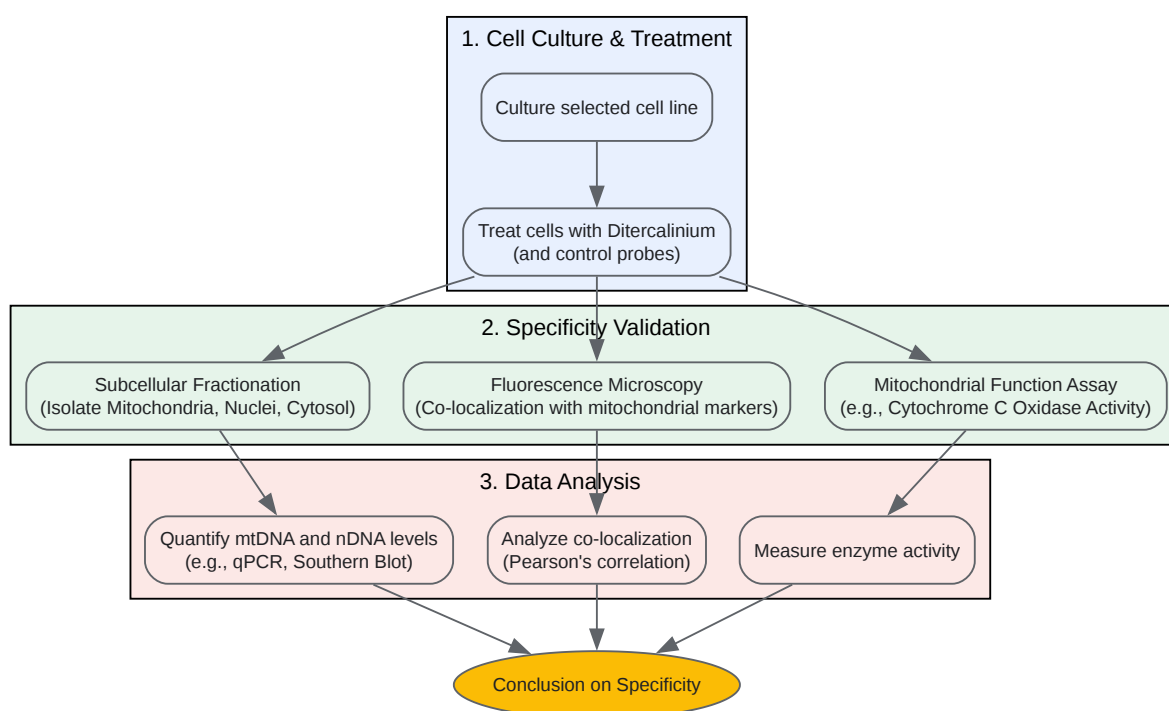 1. Cell Culture & Treatment
Culture selected cell line
Treat cells with Ditercalinium
(and control probes)
2. Specificity Validation
Subcellular Fractionation
(Isolate Mitochondria, Nuclei, Cytosol)
Fluorescence Microscopy
(Co-localization with mitochondrial markers)
Mitochondrial Function Assay
(e.g., Cytochrome C Oxidase Activity)
3. Data Analysis
Quantify mtDNA and nDNA levels
(e.g., qPCR, Southern Blot)
Analyze co-localization
(Pearson's correlation)
Measure enzyme activity
Conclusion on Specificity